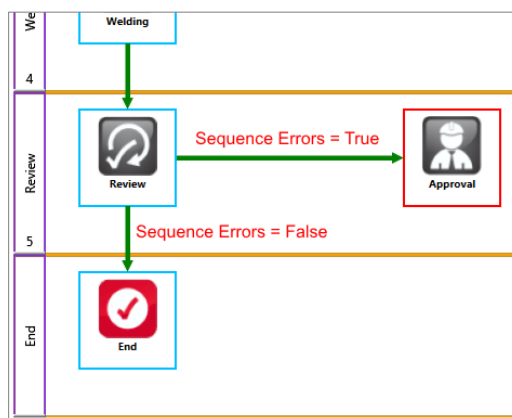 We
Welding
4
Sequence Errors = True
Review
Review
Approval
5
Sequence Errors = False
End
End